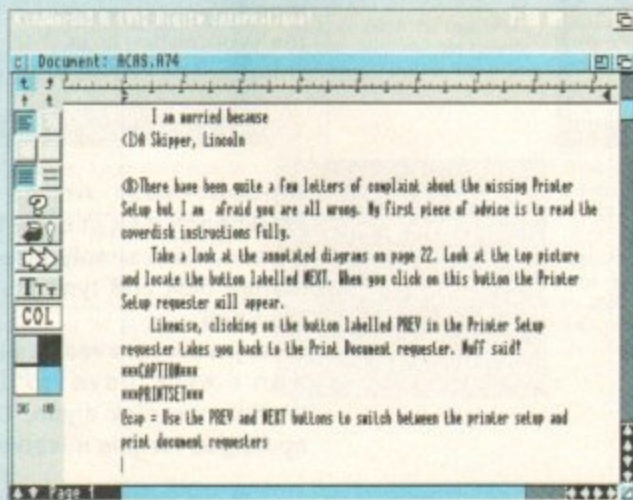 Wordworth © 1992 Digita International
Document: ACAS.A74
I am worried because
(I)A Skipper, Lincoln
(B)There have been quite a few letters of complaint about the missing Printer
Setup but I am afraid you are all wrong. My first piece of advice is to read the
coverdisk instructions fully.
Take a look at the annotated diagrams on page 22. Look at the top picture
and locate the button labelled NEXT. When you click on this button the Printer
Setup requester will appear.
Likewise, clicking on the button labelled PREV in the Printer Setup
requester takes you back to the Print Document requester. Nuff said!
***CAPTION***
***PRINTSET***
@cap = Use the PREV and NEXT buttons to switch between the printer setup and
print document requesters
TTT
COL
Page 1